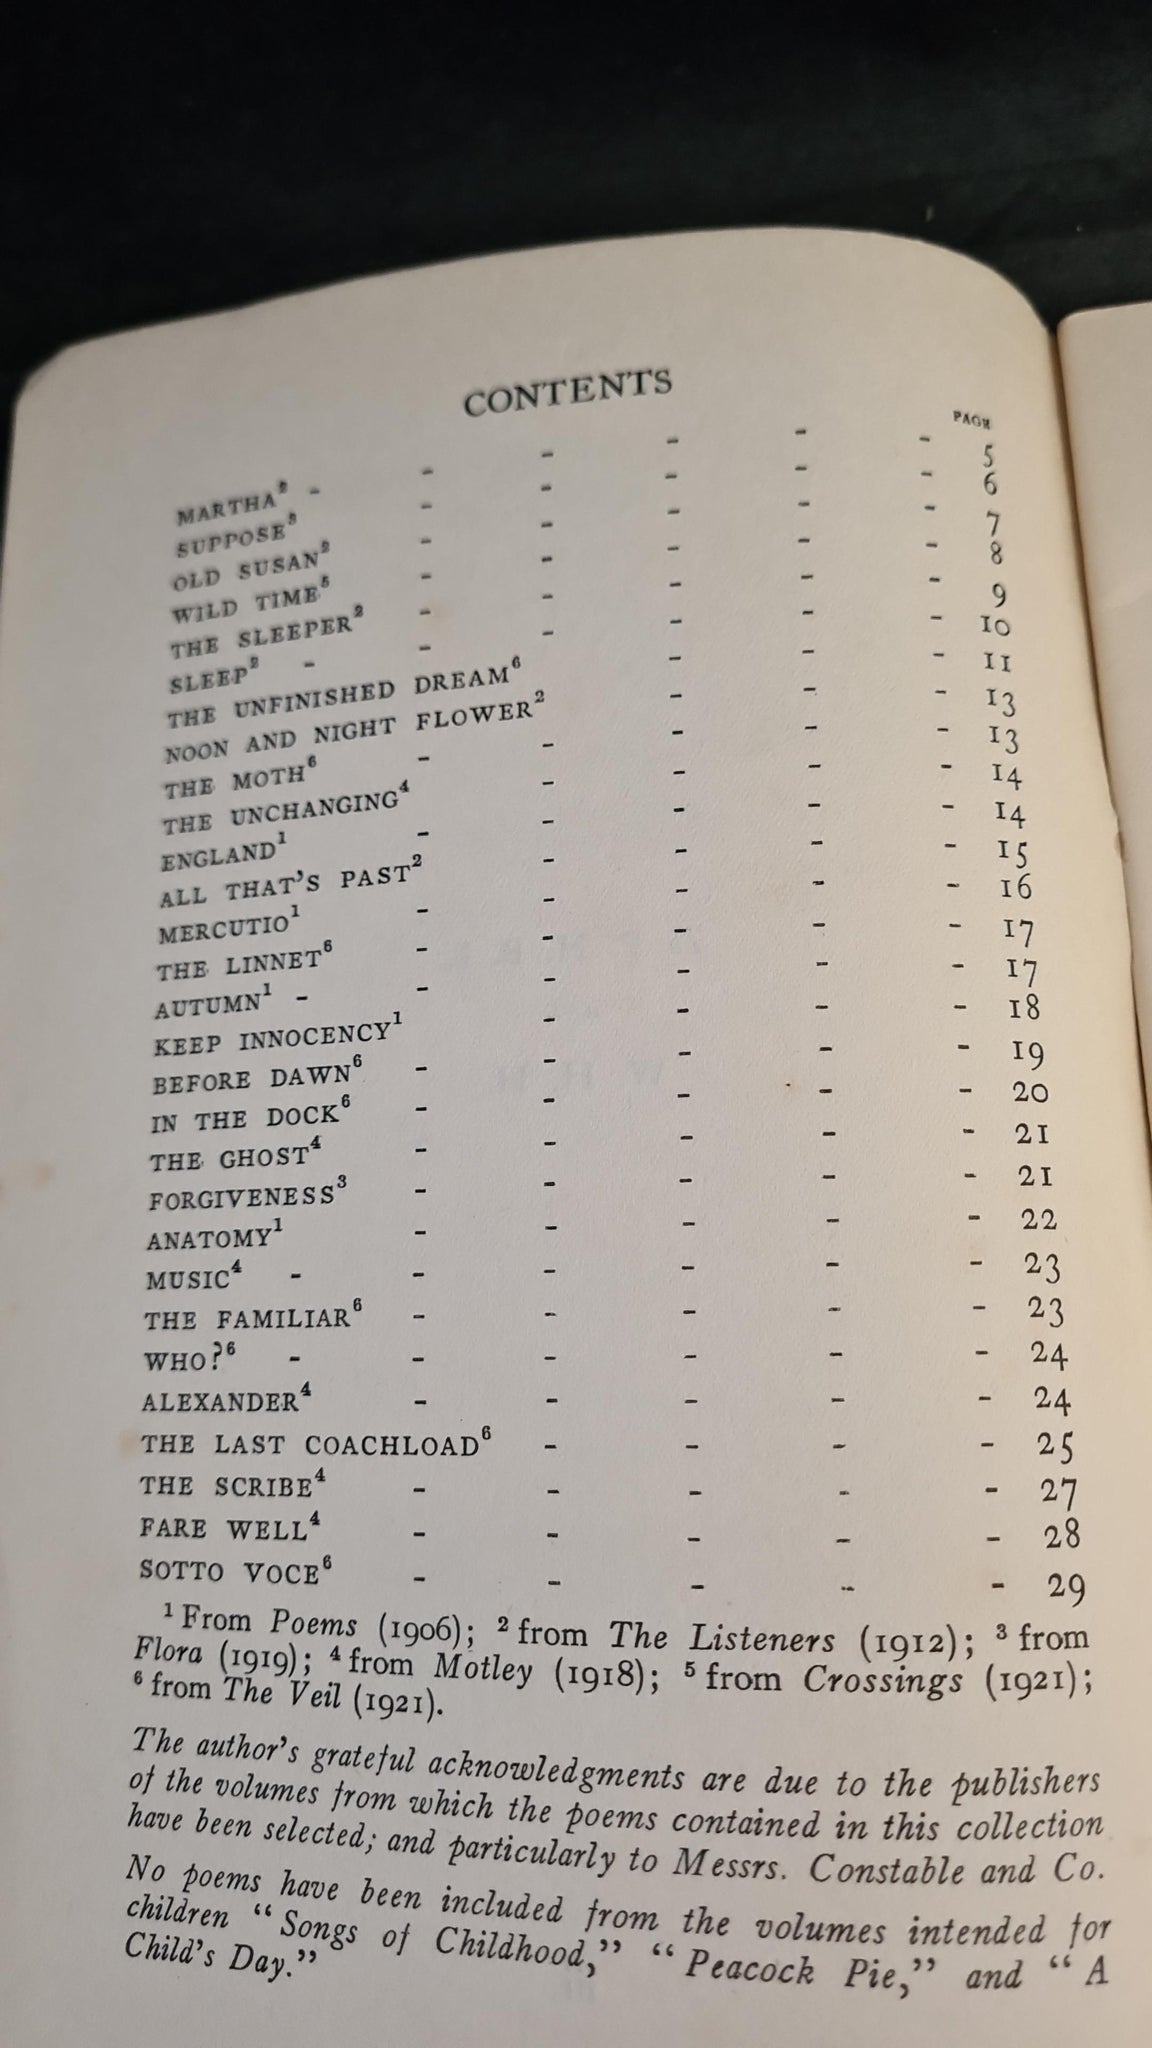 CONTENTS
PAGE
MARTHA² - - - - - - 5
SUPPOSE³ - - - - - 6
OLD SUSAN² - - - - - 7
WILD TIME⁵ - - - - - 8
THE SLEEPER² - - - - - 9
SLEEP² - - - - - - 10
THE UNFINISHED DREAM⁶ - - - 11
NOON AND NIGHT FLOWER² - - - 13
THE MOTH⁶ - - - - - 13
THE UNCHANGING⁴ - - - - 14
ENGLAND¹ - - - - - 14
ALL THAT'S PAST² - - - - 15
MERCUTIO¹ - - - - - 16
THE LINNET⁶ - - - - - 17
AUTUMN¹ - - - - - - 17
KEEP INNOCENCY¹ - - - - 18
BEFORE DAWN⁶ - - - - - 19
IN THE DOCK⁶ - - - - - 20
THE GHOST⁴ - - - - - 21
FORGIVENESS³ - - - - - 21
ANATOMY¹ - - - - - 22
MUSIC⁴ - - - - - - 23
THE FAMILIAR⁶ - - - - - 23
WHO?⁶ - - - - - - 24
ALEXANDER⁴ - - - - - 24
THE LAST COACHLOAD⁶ - - - - 25
THE SCRIBE⁴ - - - - - 27
FARE WELL⁴ - - - - - 28
SOTTO VOCE⁶ - - - - - 29
¹ From Poems (1906); ² from The Listeners (1912); ³ from
Flora (1919); ⁴ from Motley (1918); ⁵ from Crossings (1921);
⁶ from The Veil (1921).
The author's grateful acknowledgments are due to the publishers
of the volumes from which the poems contained in this collection
have been selected; and particularly to Messrs. Constable and Co.
No poems have been included from the volumes intended for
children “Songs of Childhood,” “Peacock Pie,” and “A
Child's Day.”